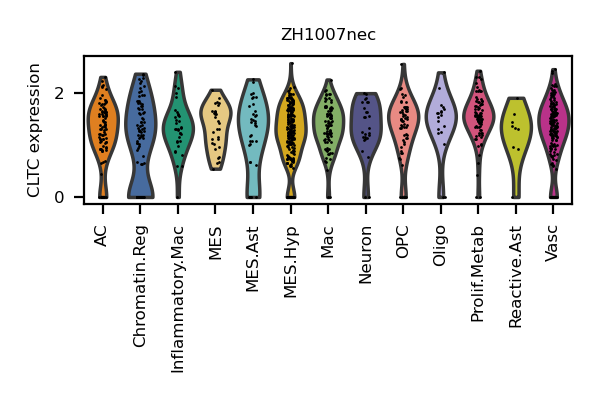 ZH1007nec
CLTC expression
2
0
AC
Chromatin.Reg
Inflammatory.Mac
MES
MES.Ast
MES.Hyp
Mac
Neuron
OPC
Oligo
Prolif.Metab
Reactive.Ast
Vasc